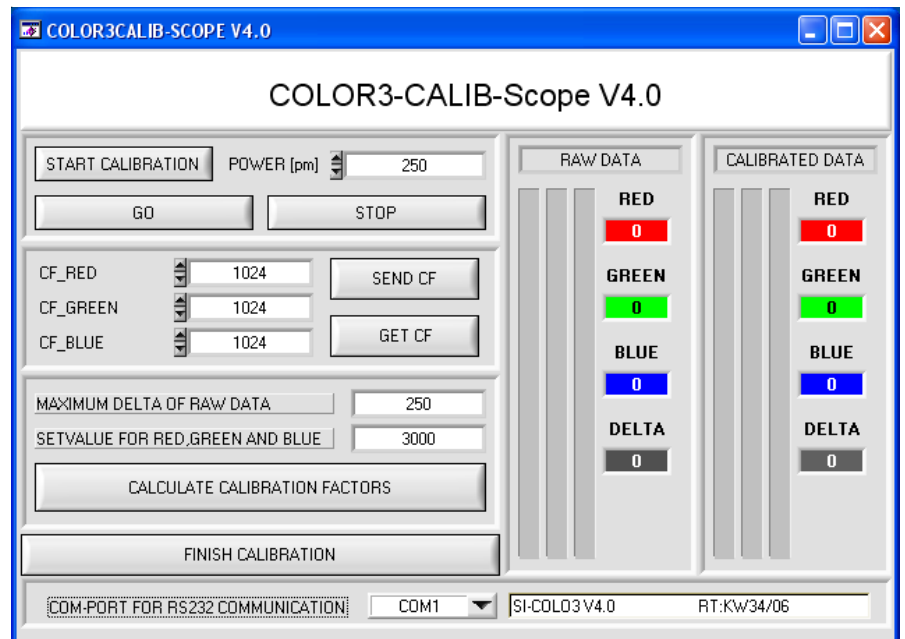 COLOR3CALIB-SCOPE V4.0
COLOR3-CALIB-Scope V4.0
START CALIBRATION POWER [pm] 250
GO STOP
CF_RED 1024 SEND CF
CF_GREEN 1024
CF_BLUE 1024 GET CF
MAXIMUM DELTA OF RAW DATA 250
SETVALUE FOR RED,GREEN AND BLUE 3000
CALCULATE CALIBRATION FACTORS
FINISH CALIBRATION
RAW DATA
RED
0
GREEN
0
BLUE
0
DELTA
0
CALIBRATED DATA
RED
0
GREEN
0
BLUE
0
DELTA
0
COM-PORT FOR RS232 COMMUNICATION COM1 SI-COLO3 V4.0 RT:KW34/06